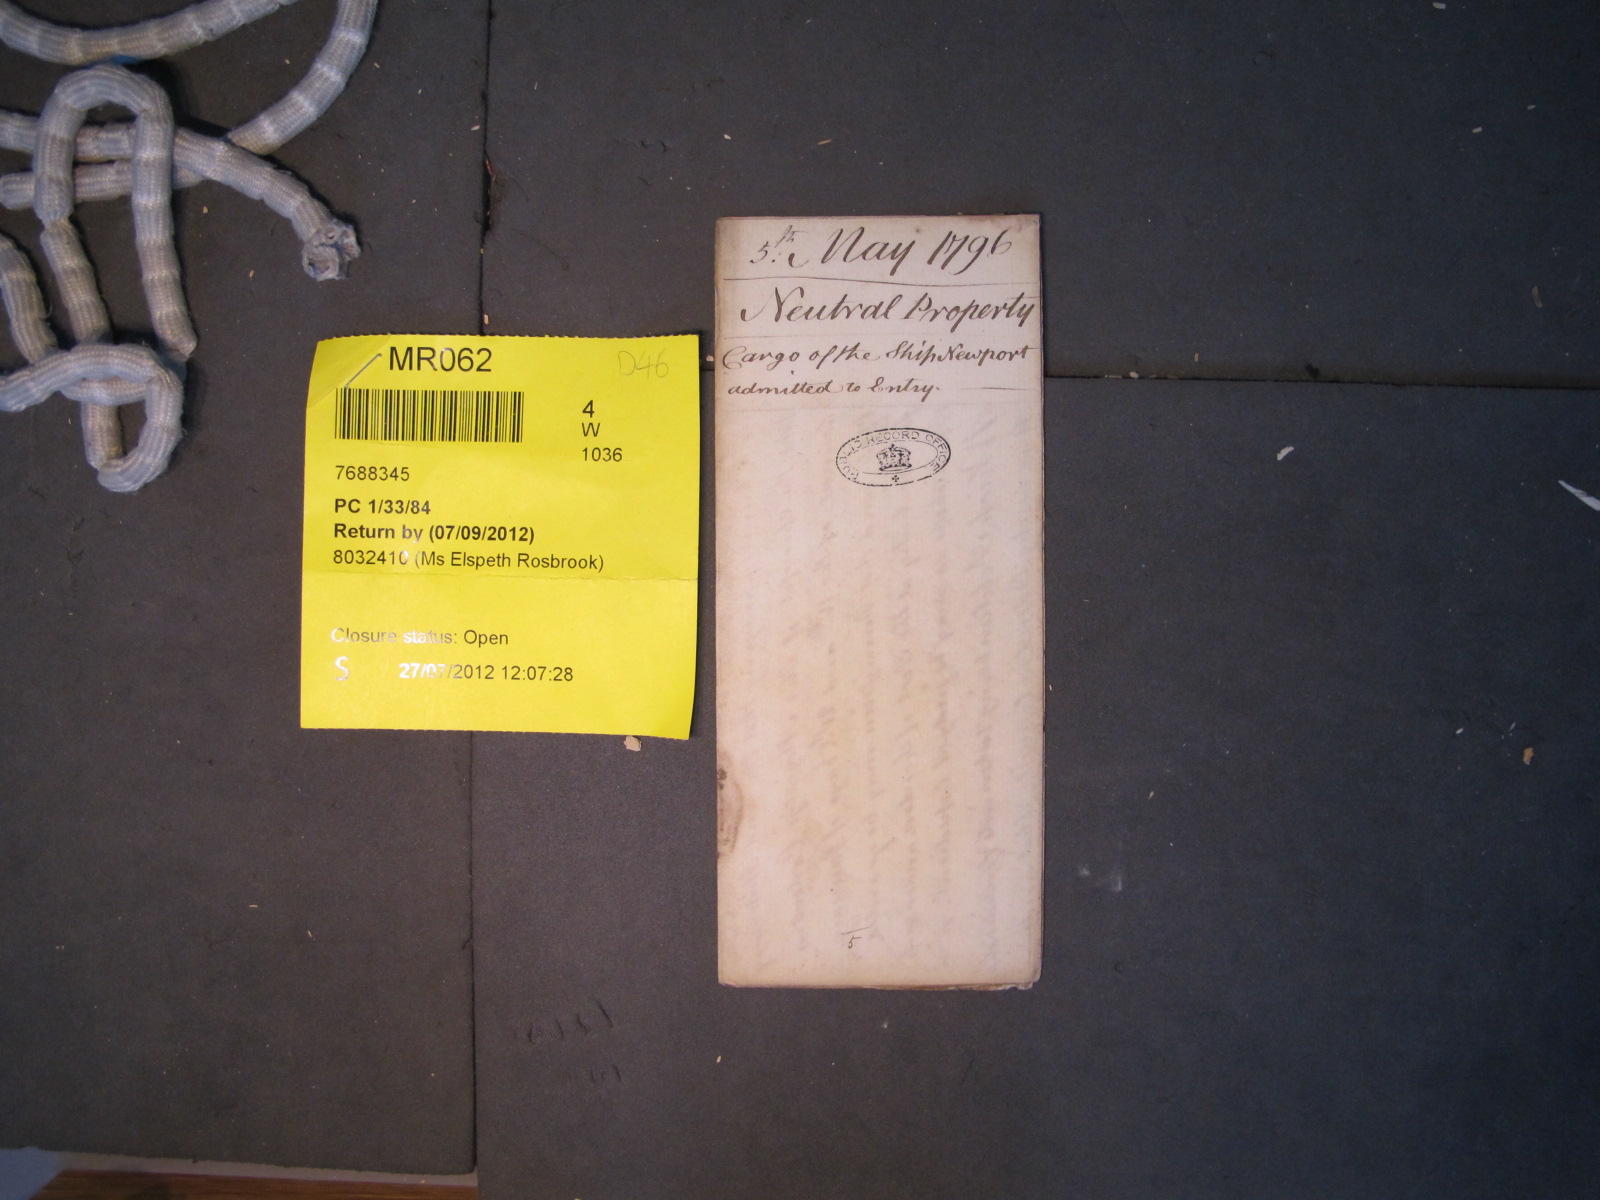 MR062
D46
4
W
1036
7688345
PC 1/33/84
Return by (07/09/2012)
8032410 (Ms Elspeth Rosbrook)
Closure status: Open
S 27/07/2012 12:07:28
5th. May 1796
Neutral Property
Cargo of the Ship Newport
admitted to Entry.
PUBLIC RECORD OFFICE
5